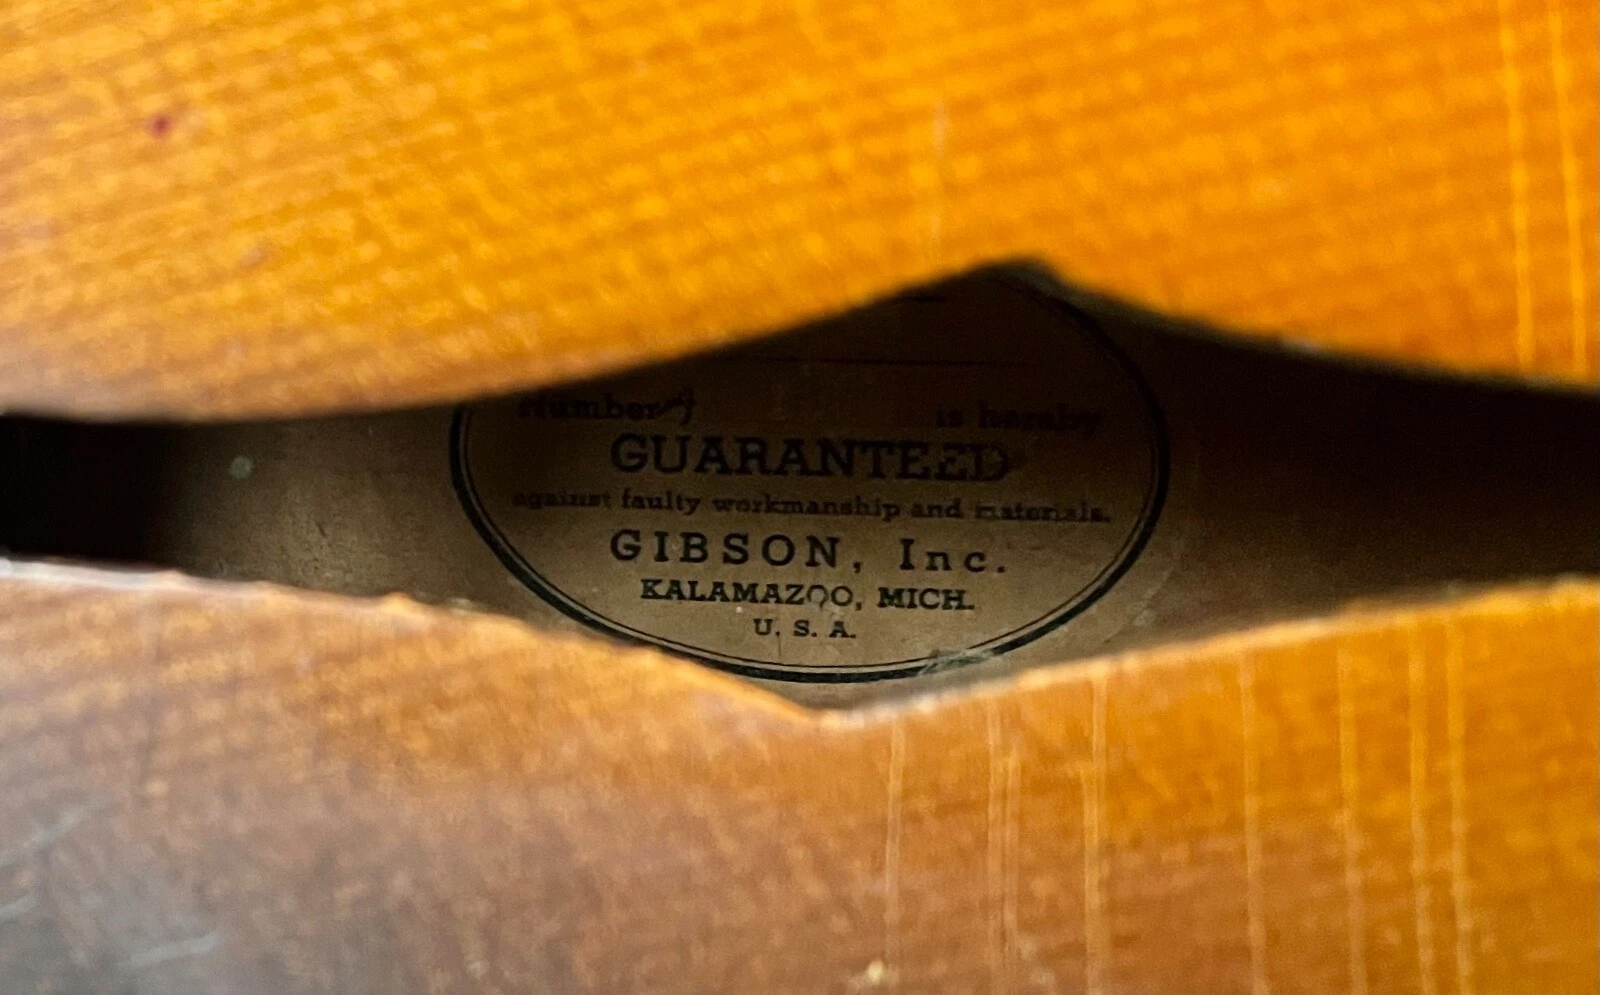 Number is hereby
GUARANTEED
against faulty workmanship and materials.
GIBSON, Inc.
KALAMAZOO, MICH.
U. S. A.